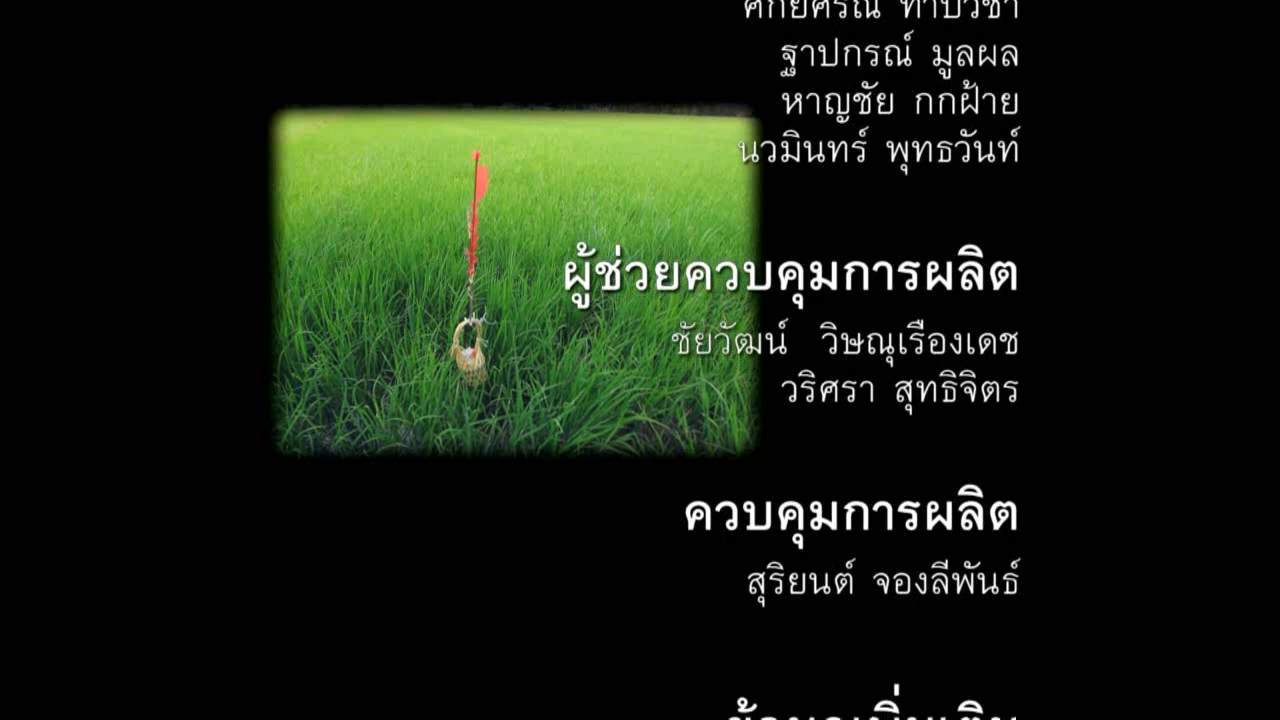 ฐาปกรณ์ มูลผล
หาญชัย กกฝ้าย
นวมินทร์ พุทธวันท์
ผู้ช่วยควบคุมการผลิต
ชัยวัฒน์ วิษณุเรืองเดช
วริศรา สุทธิจิตร
ควบคุมการผลิต
สุริยนต์ จองลีพันธ์